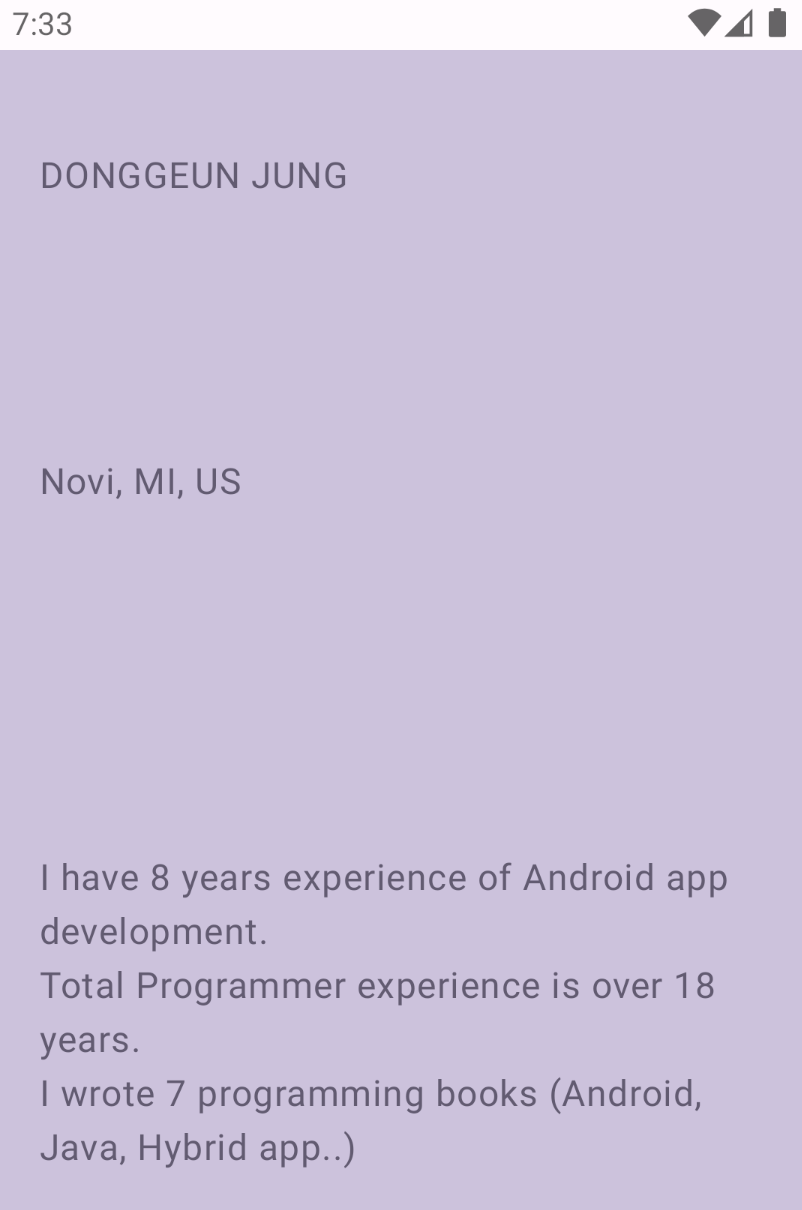 7:33
DONGGEUN JUNG
Novi, MI, US
I have 8 years experience of Android app
development.
Total Programmer experience is over 18
years.
I wrote 7 programming books (Android,
Java, Hybrid app..)